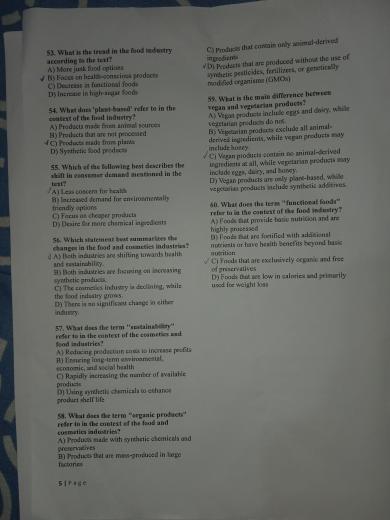 53. What is the trend in the food industry
according to the text?
A) More junk food options
B) Focus on health-conscious products
C) Decrease in functional foods
D) Increase in high-sugar foods
54. What does 'plant-based' refer to in the
context of the food industry?
A) Products made from animal sources
B) Products that are not processed
C) Products made from plants
D) Synthetic food products
55. Which of the following best describes the
shift in consumer demand mentioned in the
text?
A) Less concern for health
B) Increased demand for environmentally
friendly options
C) Focus on cheaper products
D) Desire for more chemical ingredients
56. Which statement best summarizes the
changes in the food and cosmetics industries?
A) Both industries are shifting towards health
and sustainability.
B) Both industries are focusing on increasing
synthetic products.
C) The cosmetics industry is declining, while
the food industry grows.
D) There is no significant change in either
industry.
57. What does the term "sustainability"
refer to in the context of the cosmetics and
food industries?
A) Reducing production costs to increase profits
B) Ensuring long-term environmental,
economic, and social health
C) Rapidly increasing the number of available
products
D) Using synthetic chemicals to enhance
product shelf life
58. What does the term "organic products"
refer to in the context of the food and
cosmetics industries?
A) Products made with synthetic chemicals and
preservatives
B) Products that are mass-produced in large
factories
5 | Page
C) Products that contain only animal-derived
ingredients
D) Products that are produced without the use of
synthetic pesticides, fertilizers, or genetically
modified organisms (GMOs)
59. What is the main difference between
vegan and vegetarian products?
A) Vegan products include eggs and dairy, while
vegetarian products do not.
B) Vegetarian products exclude all animal-
derived ingredients, while vegan products may
include honey.
C) Vegan products contain no animal-derived
ingredients at all, while vegetarian products may
include eggs, dairy, and honey.
D) Vegan products are only plant-based, while
vegetarian products include synthetic additives.
60. What does the term "functional foods"
refer to in the context of the food industry?
A) Foods that provide basic nutrition and are
highly processed
B) Foods that are fortified with additional
nutrients or have health benefits beyond basic
nutrition
C) Foods that are exclusively organic and free
of preservatives
D) Foods that are low in calories and primarily
used for weight loss